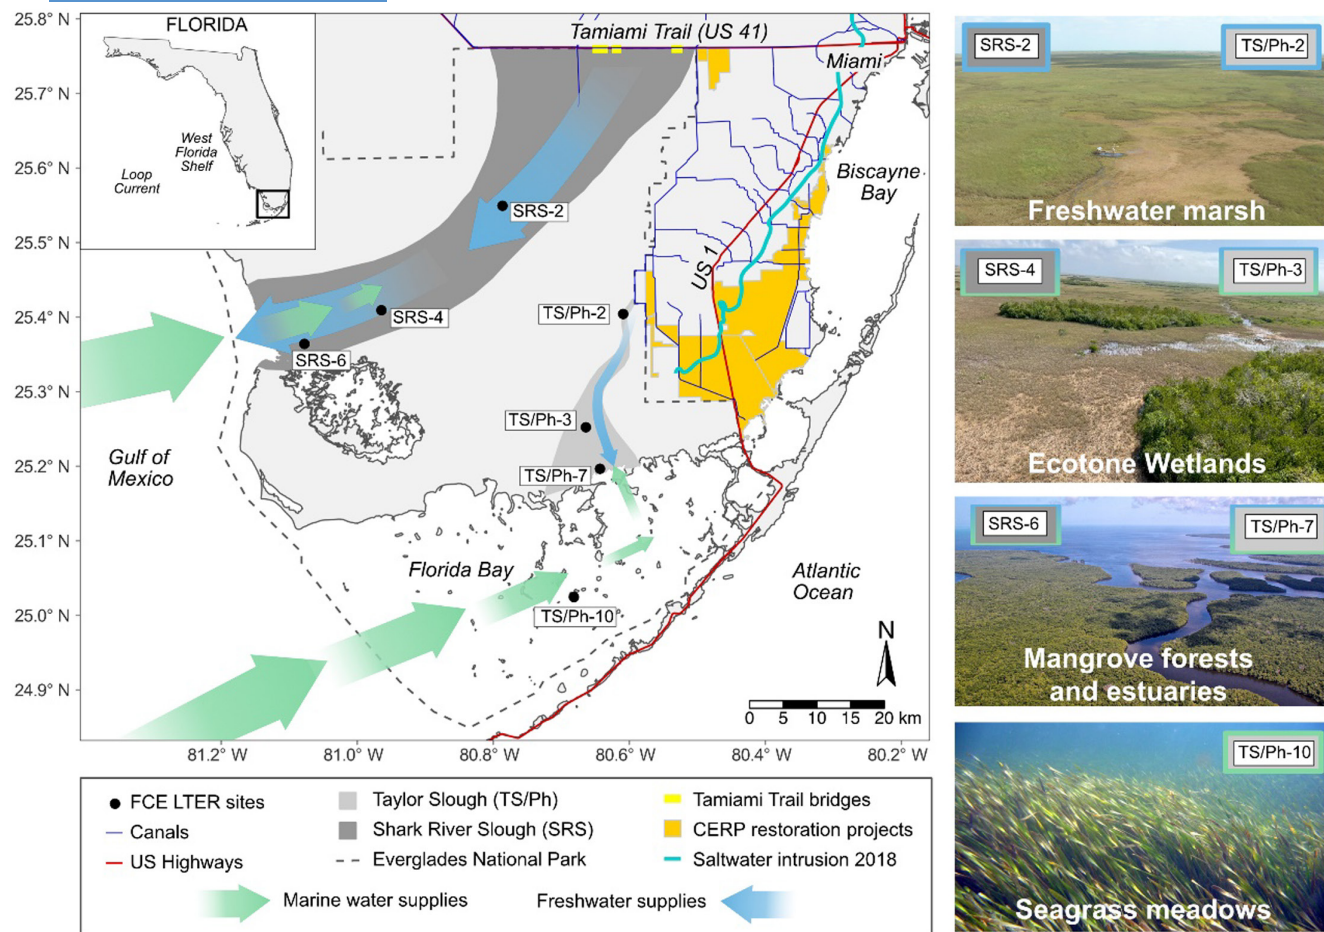 FLORIDA
West
Florida
Shelf
Loop
Current
Tamiami Trail (US 41)
Miami
Biscayne
Bay
US 1
SRS-2
SRS-4
SRS-6
TS/Ph-2
TS/Ph-3
TS/Ph-7
TS/Ph-10
Gulf of
Mexico
Florida Bay
Atlantic
Ocean
N
0 5 10 15 20 km
25.8° N
25.7° N
25.6° N
25.5° N
25.4° N
25.3° N
25.2° N
25.1° N
25.0° N
24.9° N
81.2° W
81.0° W
80.8° W
80.6° W
80.4° W
80.2° W
FCE LTER sites
Canals
US Highways
Taylor Slough (TS/Ph)
Shark River Slough (SRS)
Everglades National Park
Tamiami Trail bridges
CERP restoration projects
Saltwater intrusion 2018
Marine water supplies
Freshwater supplies
SRS-2
TS/Ph-2
Freshwater marsh
SRS-4
TS/Ph-3
Ecotone Wetlands
SRS-6
TS/Ph-7
Mangrove forests
and estuaries
TS/Ph-10
Seagrass meadows